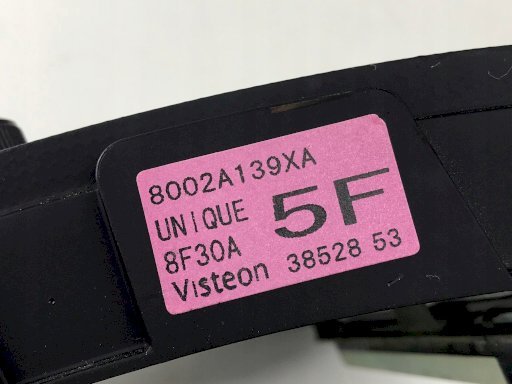 8002A139XA
UNIQUE 5F
8F30A
Visteon 38528 53